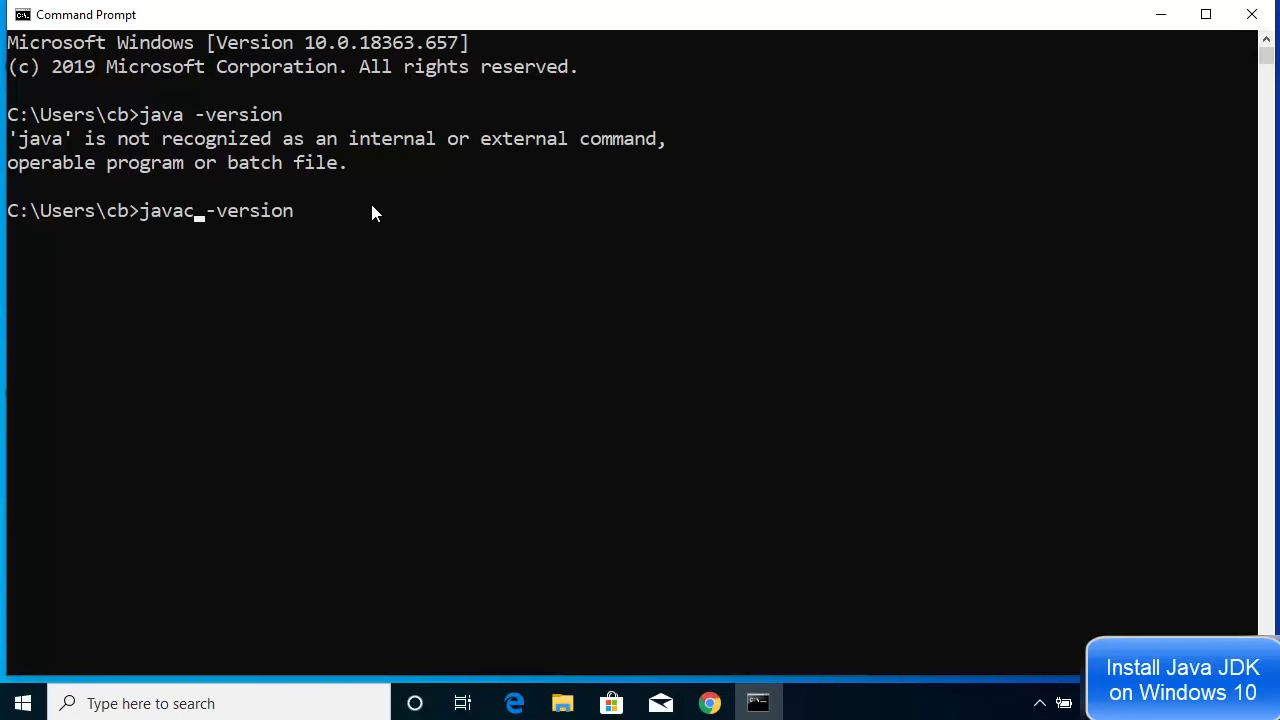 Command Prompt
Microsoft Windows [Version 10.0.18363.657]
(c) 2019 Microsoft Corporation. All rights reserved.
C:\Users\cb>java -version
'java' is not recognized as an internal or external command,
operable program or batch file.
C:\Users\cb>javac -version
Install Java JDK
on Windows 10
Type here to search